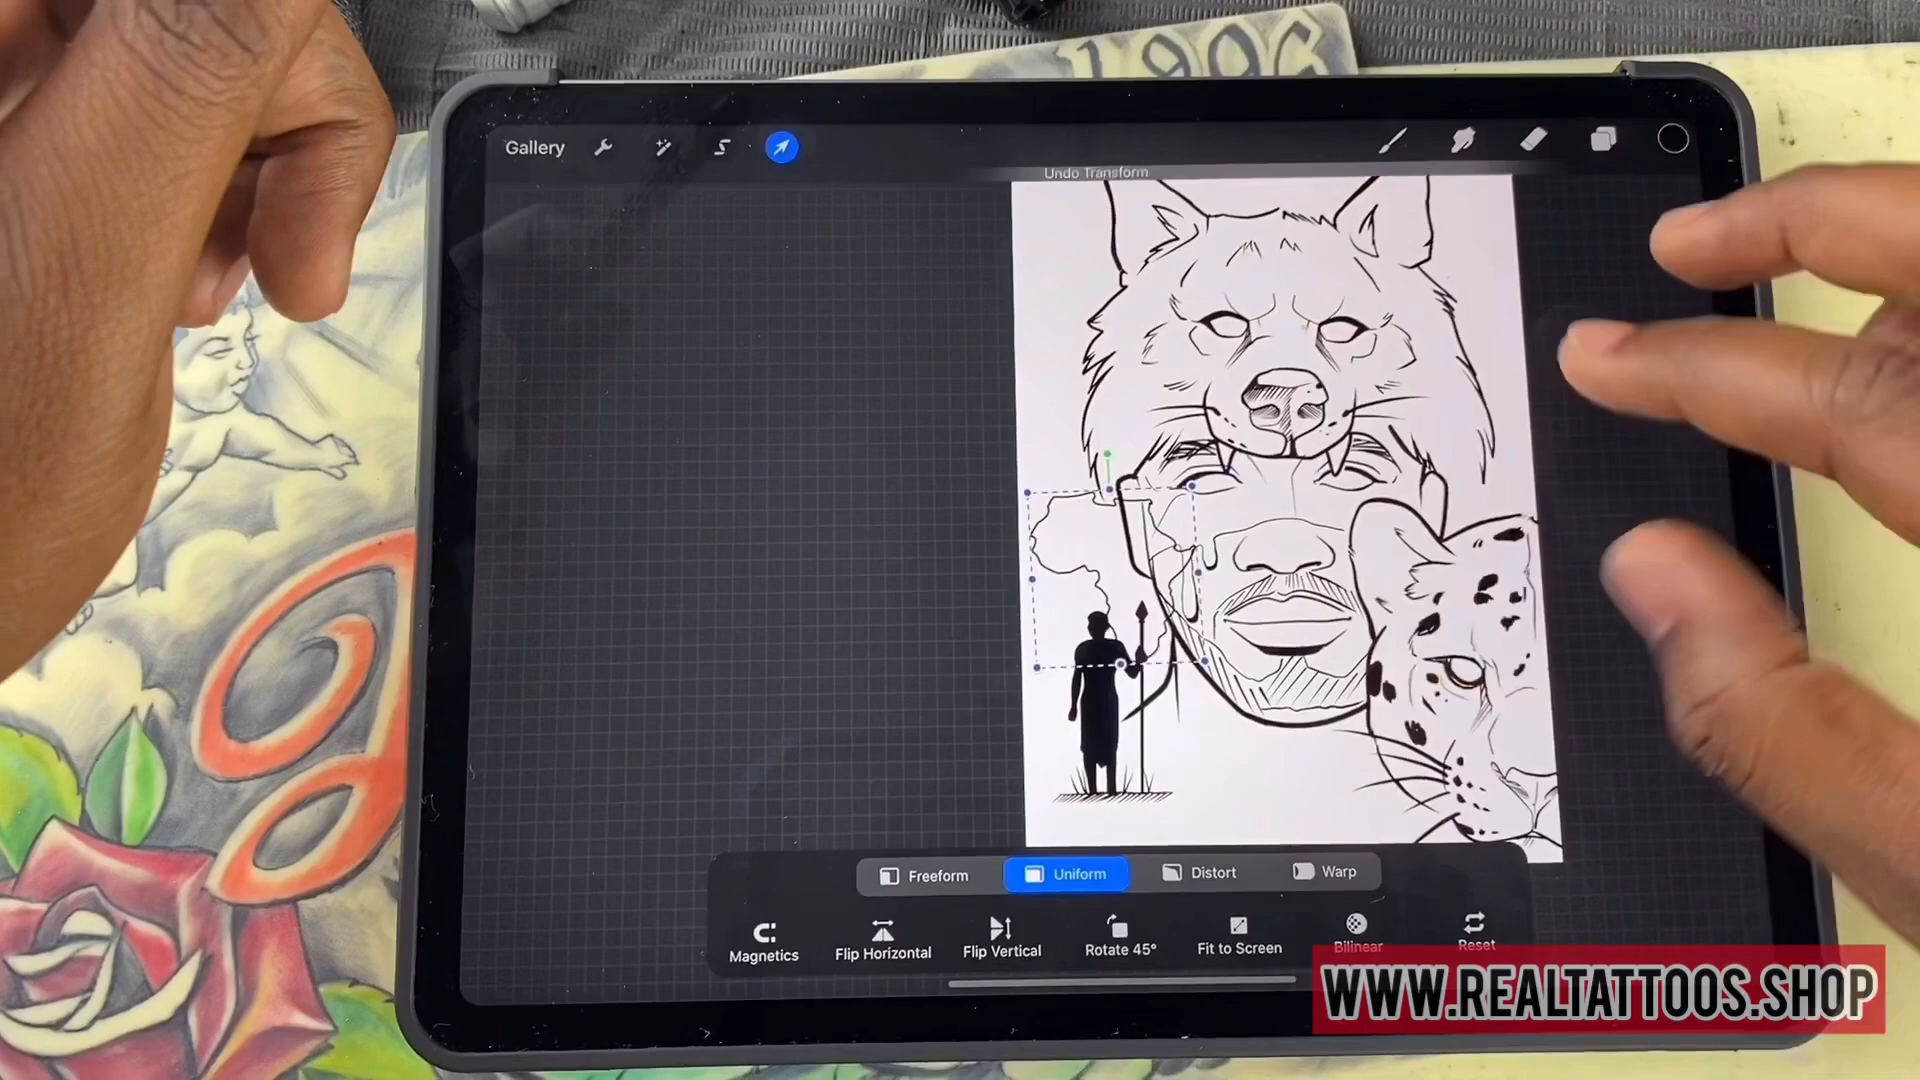 1996
Gallery
Undo Transform
Freeform
Uniform
Distort
Warp
Magnetics
Flip Horizontal
Flip Vertical
Rotate 45°
Fit to Screen
Bilinear
Reset
WWW.REALTATTOOS.SHOP